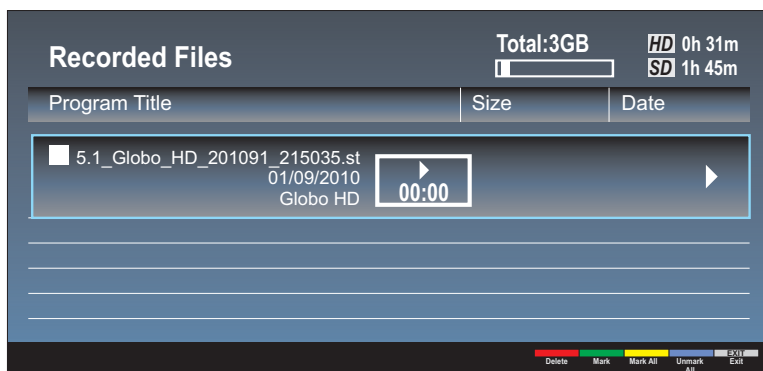 Recorded Files
Total:3GB
HD 0h 31m
SD 1h 45m
Program Title
Size
Date
5.1_Globo_HD_201091_215035.st
01/09/2010
Globo HD
00:00
Delete
Mark
Mark All
Unmark All
EXIT
Exit